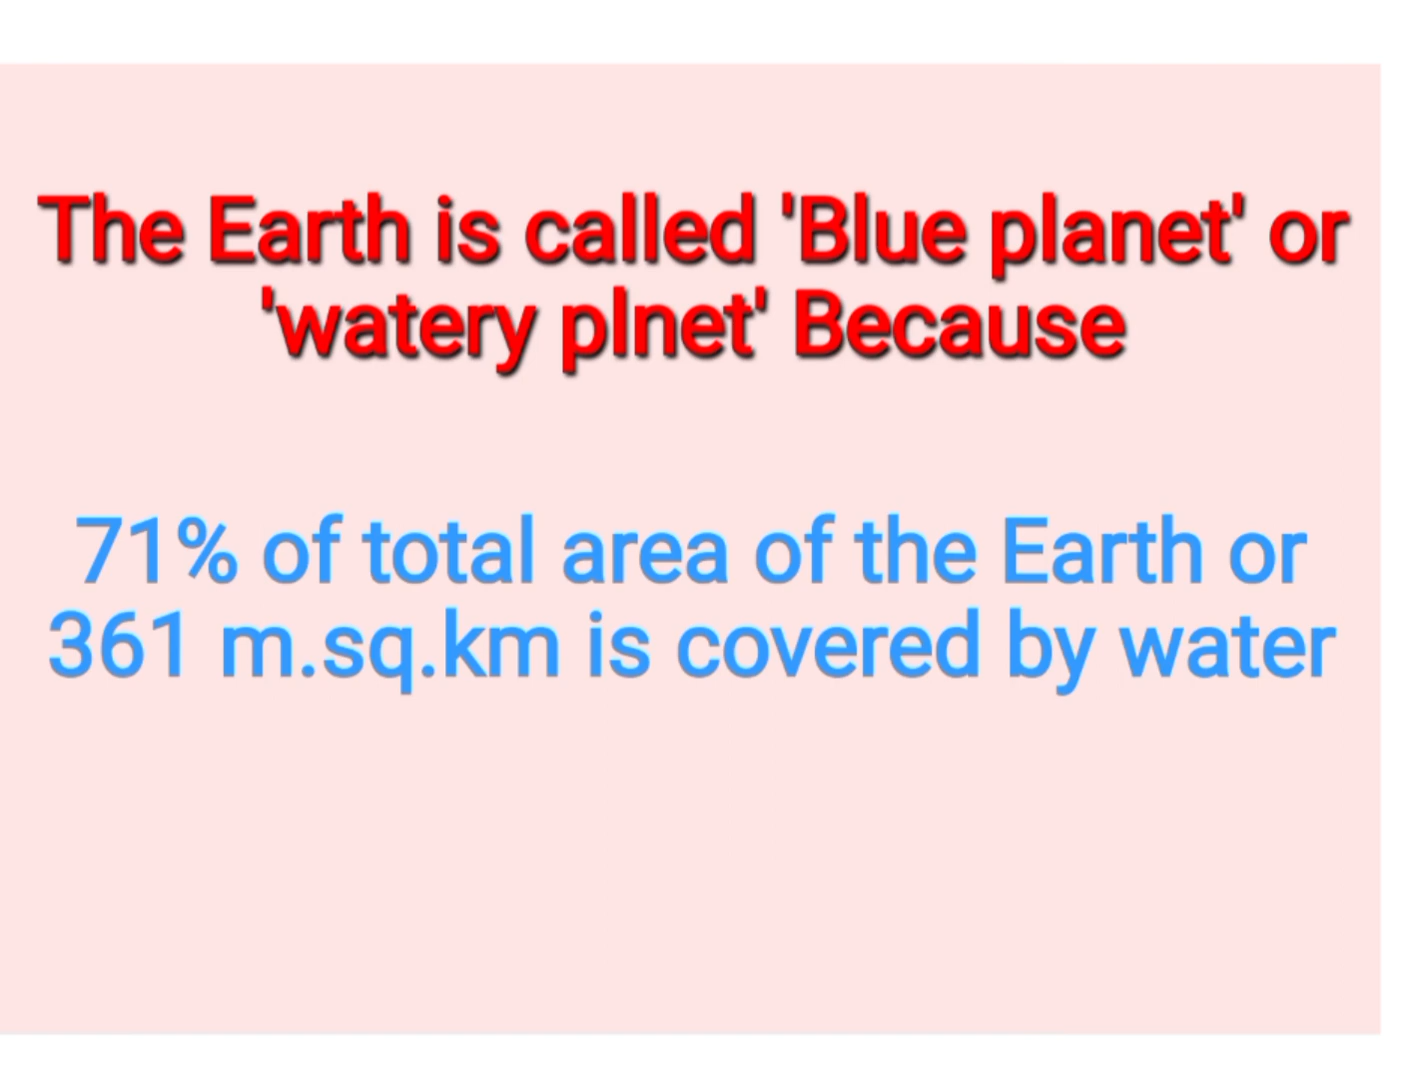 The Earth is called 'Blue planet' or
'watery plnet' Because
71% of total area of the Earth or
361 m.sq.km is covered by water